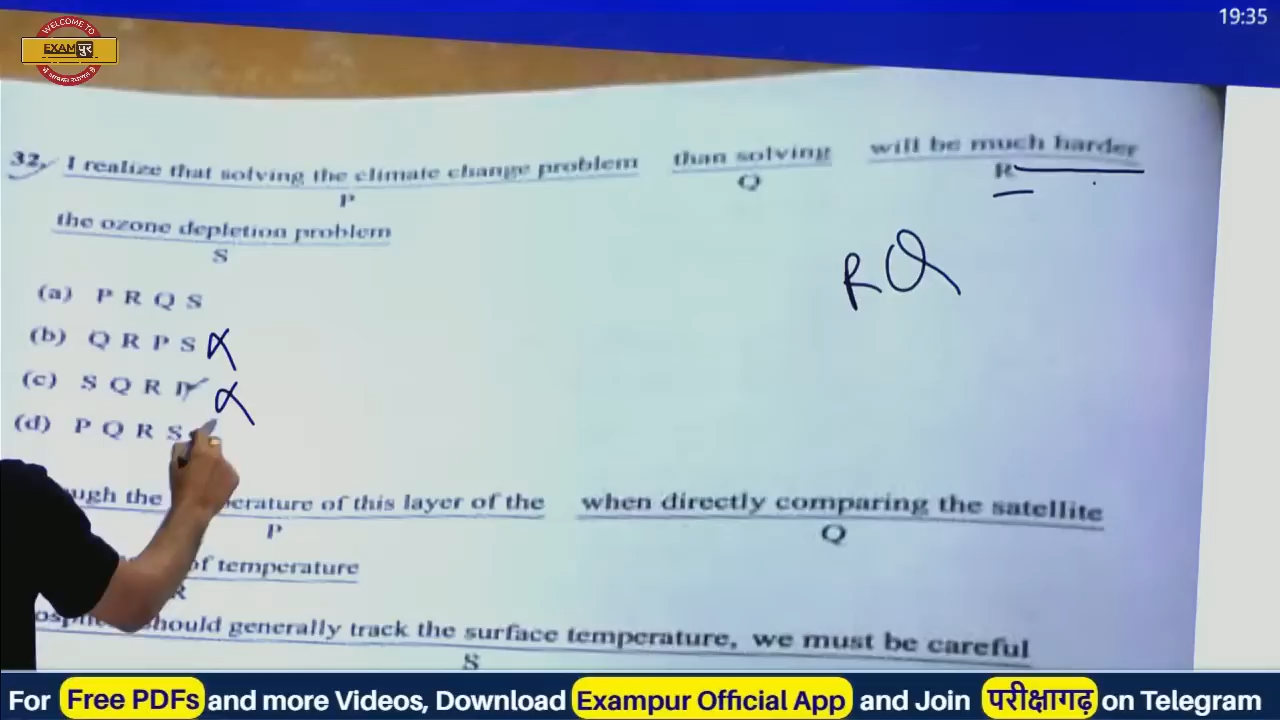 19:35
WELCOME TO
EXAMपुर
32. I realize that solving the climate change problem than solving will be much harder
P Q R
the ozone depletion problem
S
RQ
(a) P R Q S
(b) Q R P S
(c) S Q R P
(d) P Q R S
of this layer of the when directly comparing the satellite
P Q
of temperature
R
should generally track the surface temperature, we must be careful
S
For Free PDFs and more Videos, Download Exampur Official App and Join परीक्षागढ़ on Telegram